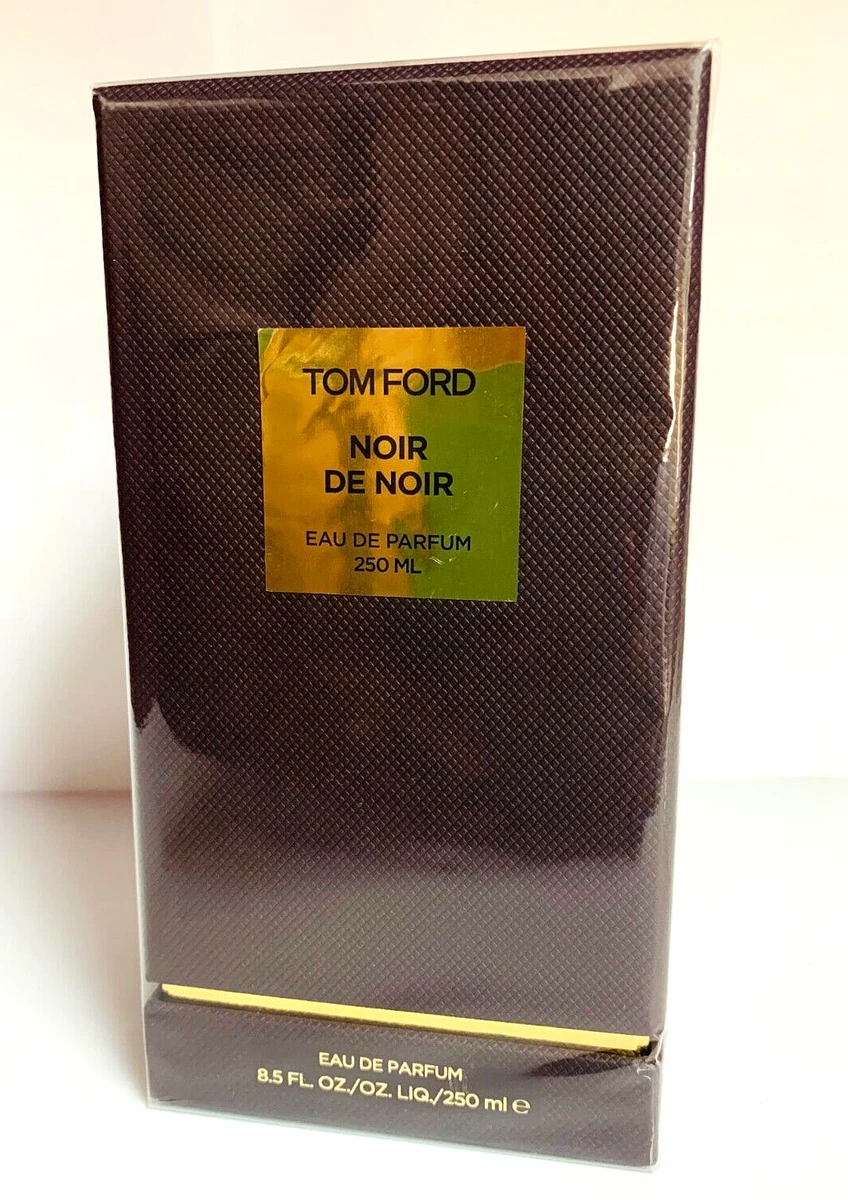 TOM FORD
NOIR
DE NOIR
EAU DE PARFUM
250 ML
EAU DE PARFUM
8.5 FL. OZ./OZ. LIQ./250 ml ℮